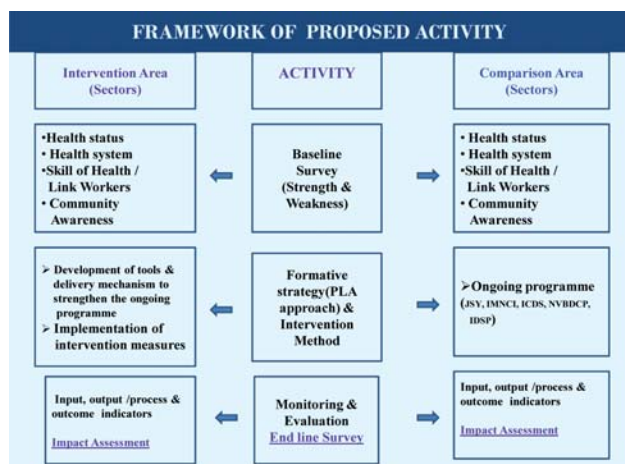 FRAMEWORK OF PROPOSED ACTIVITY
Intervention Area
(Sectors)
ACTIVITY
Comparison Area
(Sectors)
•Health status
• Health system
•Skill of Health /
Link Workers
• Community
Awareness
Baseline
Survey
(Strength &
Weakness)
• Health status
• Health system
•Skill of Health /
Link Workers
• Community
Awareness
➢ Development of tools &
delivery mechanism to
strengthen the ongoing
programme
➢ Implementation of
intervention measures
Formative
strategy(PLA
approach) &
Intervention
Method
➢Ongoing programme
(JSY, IMNCI, ICDS, NVBDCP,
IDSP)
Input, output /process &
outcome indicators
Impact Assessment
Monitoring &
Evaluation
End line Survey
Input, output /process &
outcome indicators
Impact Assessment